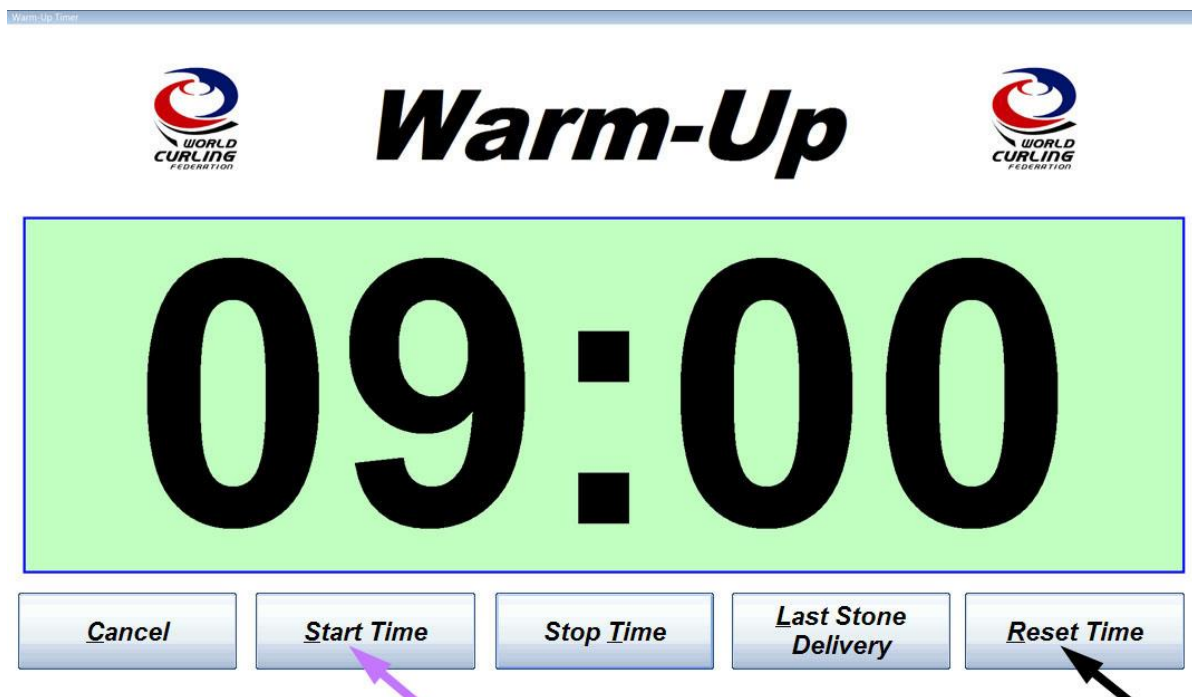 Warm-Up Timer
WORLD
CURLING
FEDERATION
Warm-Up
WORLD
CURLING
FEDERATION
09:00
Cancel
Start Time
Stop Time
Last Stone
Delivery
Reset Time